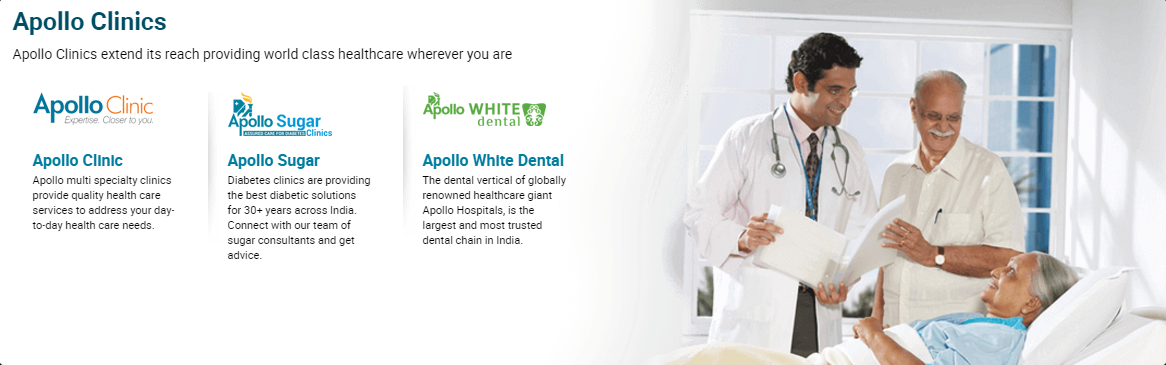 Apollo Clinics
Apollo Clinics extend its reach providing world class healthcare wherever you are
Apollo Clinic
Expertise. Closer to you.
Apollo Clinic
Apollo multi specialty clinics
provide quality health care
services to address your day-
to-day health care needs.
Apollo Sugar
ASSURED CARE FOR DIABETES Clinics
Apollo Sugar
Diabetes clinics are providing
the best diabetic solutions
for 30+ years across India.
Connect with our team of
sugar consultants and get
advice.
Apollo WHITE
dental
Apollo White Dental
The dental vertical of globally
renowned healthcare giant
Apollo Hospitals, is the
largest and most trusted
dental chain in India.